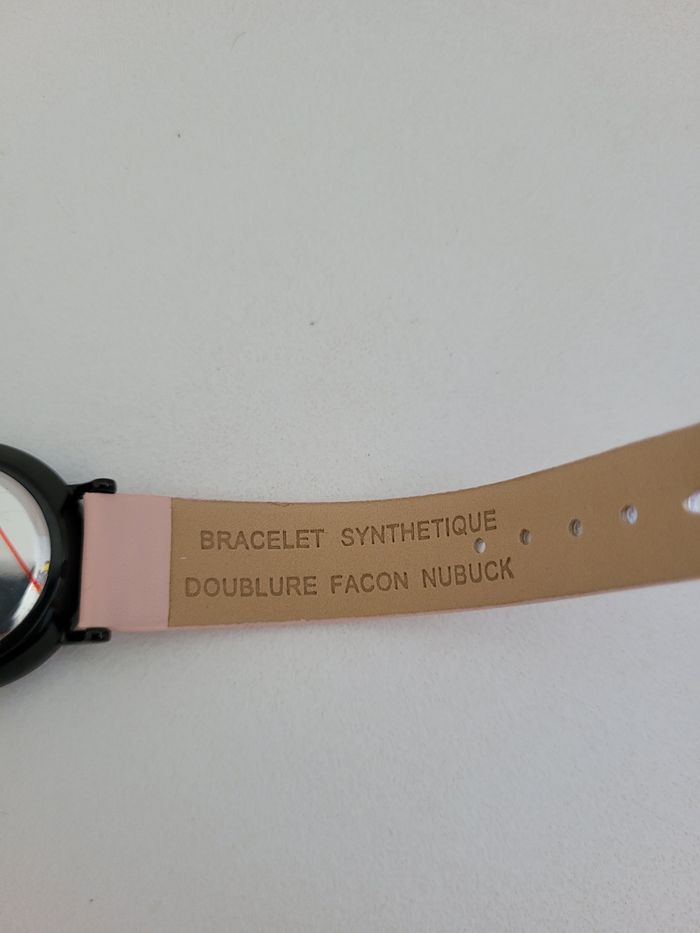 BRACELET SYNTHETIQUE
DOUBLURE FACON NUBUCK